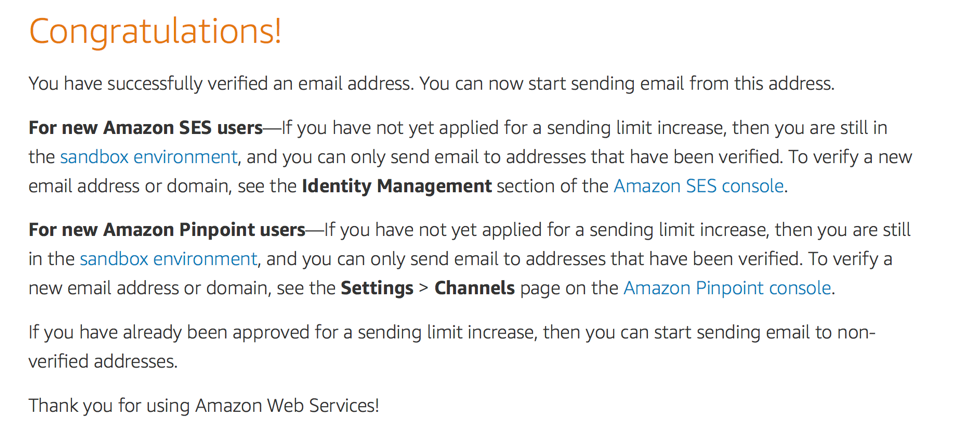 Congratulations!
You have successfully verified an email address. You can now start sending email from this address.
For new Amazon SES users—If you have not yet applied for a sending limit increase, then you are still in
the sandbox environment, and you can only send email to addresses that have been verified. To verify a new
email address or domain, see the Identity Management section of the Amazon SES console.
For new Amazon Pinpoint users—If you have not yet applied for a sending limit increase, then you are still
in the sandbox environment, and you can only send email to addresses that have been verified. To verify a
new email address or domain, see the Settings > Channels page on the Amazon Pinpoint console.
If you have already been approved for a sending limit increase, then you can start sending email to non-
verified addresses.
Thank you for using Amazon Web Services!